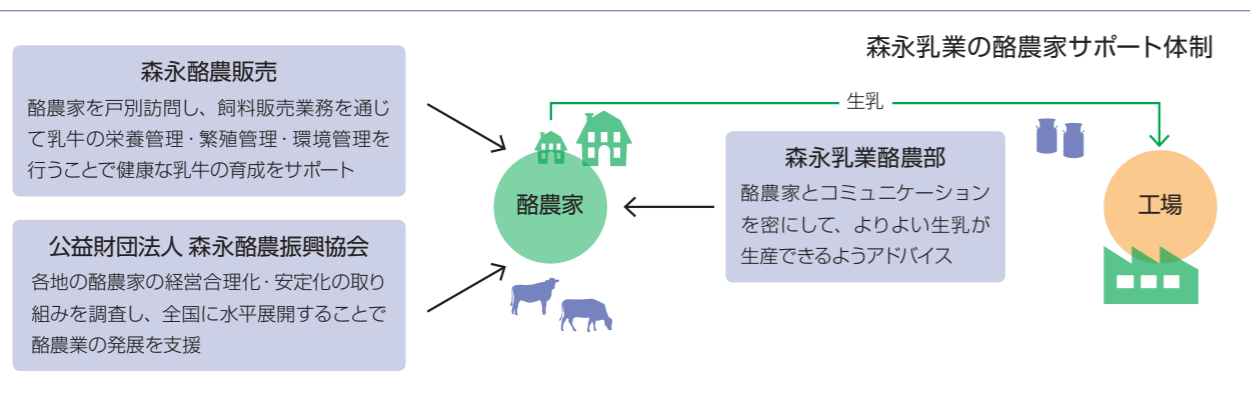 森永乳業の酪農家サポート体制
森永酪農販売
酪農家を戸別訪問し、飼料販売業務を通じ
て乳牛の栄養管理・繁殖管理・環境管理を
行うことで健康な乳牛の育成をサポート
公益財団法人 森永酪農振興協会
各地の酪農家の経営合理化・安定化の取り
組みを調査し、全国に水平展開することで
酪農業の発展を支援
酪農家
生乳
森永乳業酪農部
酪農家とコミュニケーション
を密にして、よりよい生乳が
生産できるようアドバイス
工場